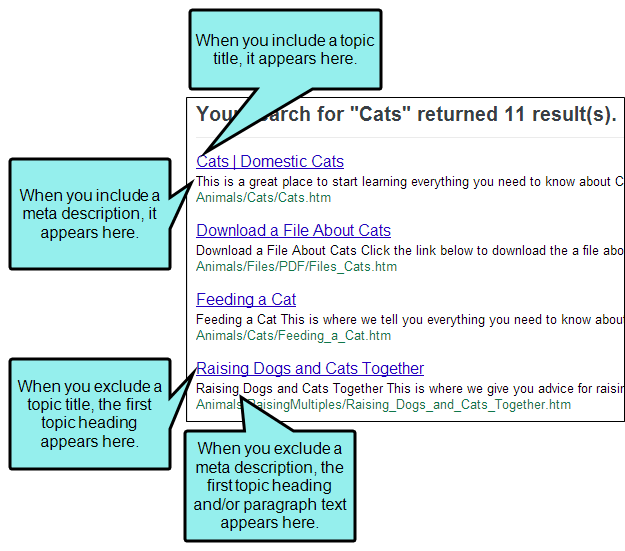 When you include a topic
title, it appears here.
Your search for "Cats" returned 11 result(s).
Cats | Domestic Cats
This is a great place to start learning everything you need to know about C
Animals/Cats/Cats.htm
When you include a
meta description, it
appears here.
Download a File About Cats
Download a File About Cats Click the link below to download the a file abo
Animals/Files/PDF/Files_Cats.htm
Feeding a Cat
Feeding a Cat This is where we tell you everything you need to know abou
Animals/Cats/Feeding_a_Cat.htm
When you exclude a
topic title, the first
topic heading
appears here.
Raising Dogs and Cats Together
Raising Dogs and Cats Together This is where we give you advice for raisin
Animals/RaisingMultiples/Raising_Dogs_and_Cats_Together.htm
When you exclude a
meta description, the
first topic heading
and/or paragraph text
appears here.